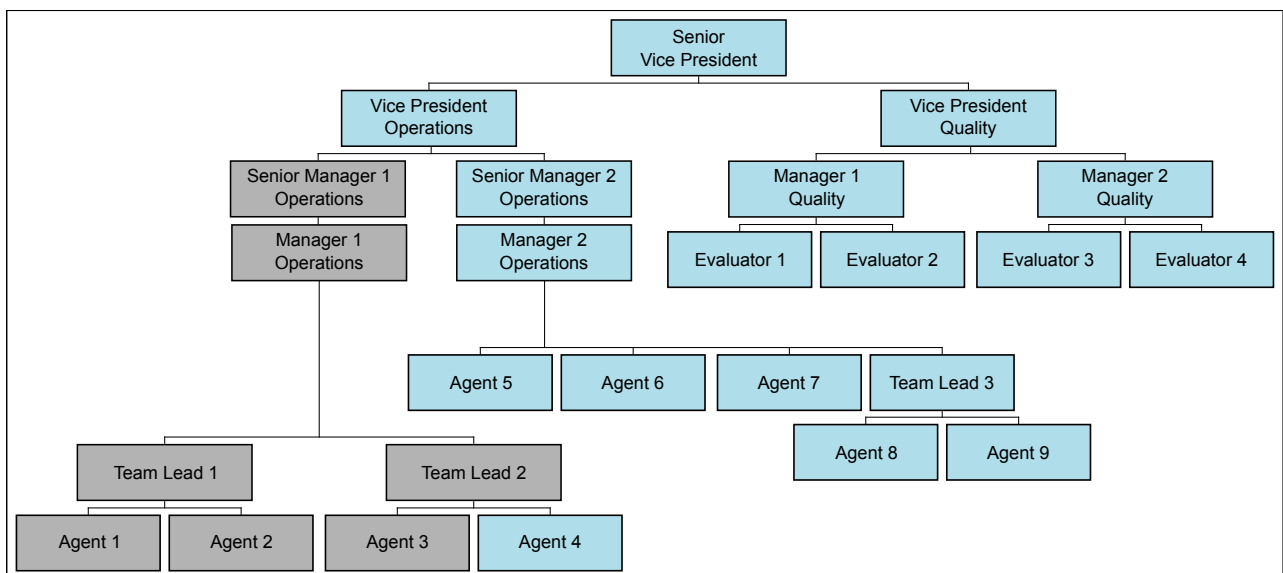 Senior
Vice President
Vice President
Operations
Vice President
Quality
Senior Manager 1
Operations
Senior Manager 2
Operations
Manager 1
Quality
Manager 2
Quality
Manager 1
Operations
Manager 2
Operations
Evaluator 1
Evaluator 2
Evaluator 3
Evaluator 4
Agent 5
Agent 6
Agent 7
Team Lead 3
Agent 8
Agent 9
Team Lead 1
Team Lead 2
Agent 1
Agent 2
Agent 3
Agent 4